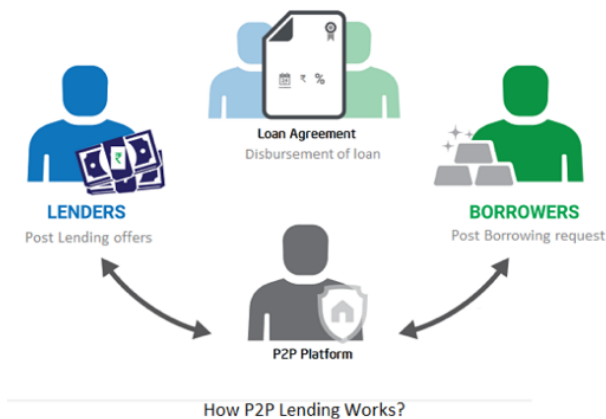 24 ₹ %
Loan Agreement
Disbursement of loan
₹
LENDERS
Post Lending offers
BORROWERS
Post Borrowing request
P2P Platform
How P2P Lending Works?